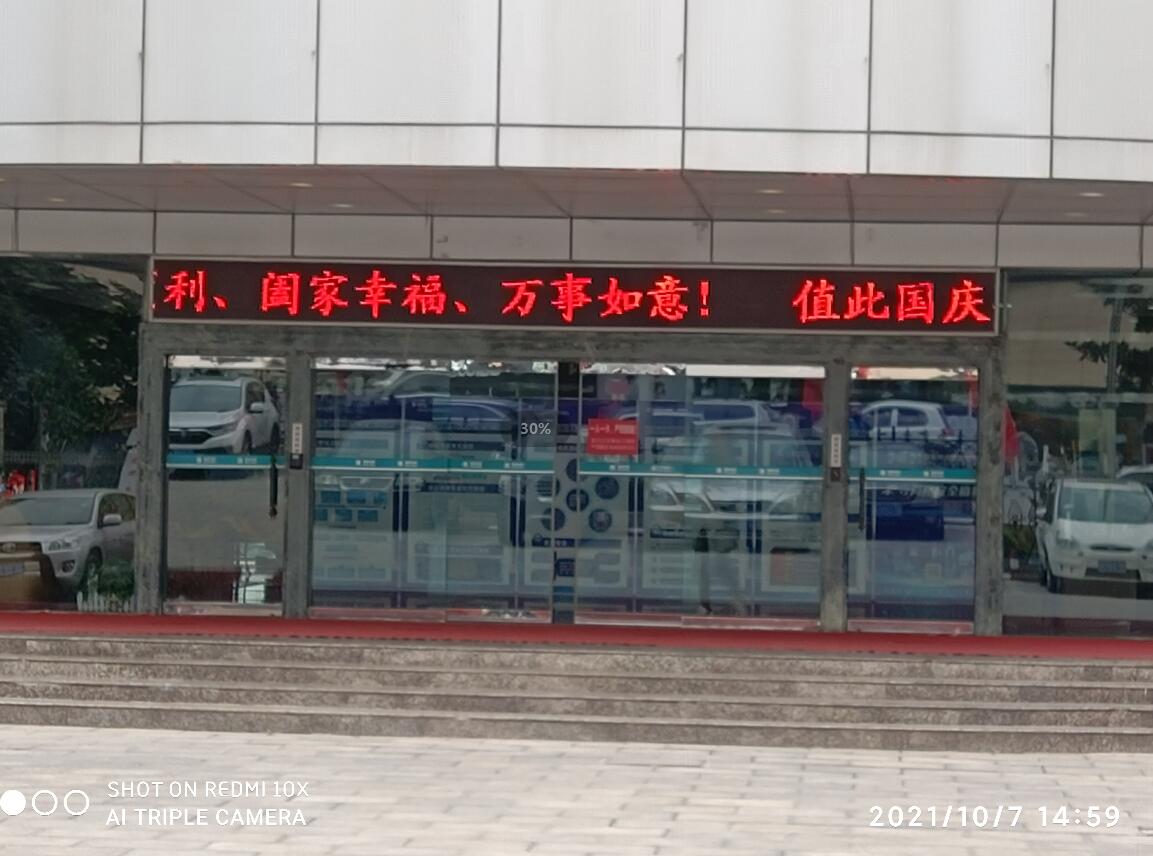 利、阖家幸福、万事如意! 值此国庆
30%
SHOT ON REDMI 10X
AI TRIPLE CAMERA
2021/10/7 14:59